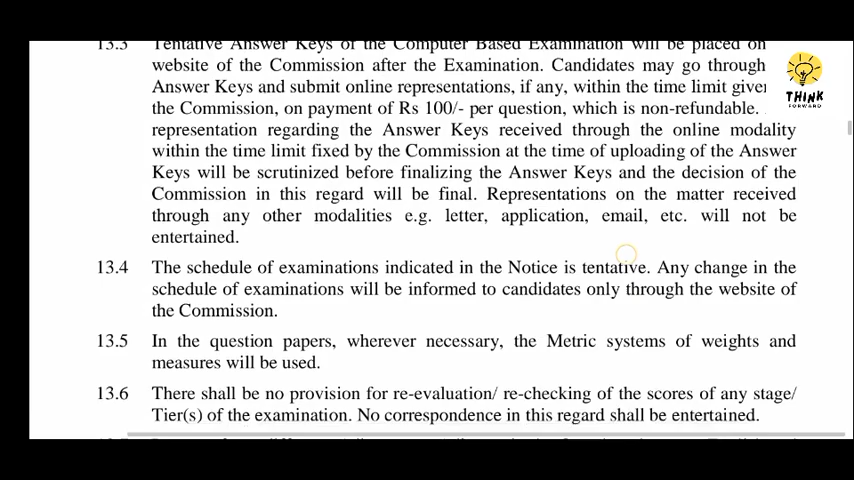 13.3 Tentative Answer Keys of the Computer Based Examination will be placed on
website of the Commission after the Examination. Candidates may go through
Answer Keys and submit online representations, if any, within the time limit given
the Commission, on payment of Rs 100/- per question, which is non-refundable.
representation regarding the Answer Keys received through the online modality
within the time limit fixed by the Commission at the time of uploading of the Answer
Keys will be scrutinized before finalizing the Answer Keys and the decision of the
Commission in this regard will be final. Representations on the matter received
through any other modalities e.g. letter, application, email, etc. will not be
entertained.
13.4 The schedule of examinations indicated in the Notice is tentative. Any change in the
schedule of examinations will be informed to candidates only through the website of
the Commission.
13.5 In the question papers, wherever necessary, the Metric systems of weights and
measures will be used.
13.6 There shall be no provision for re-evaluation/ re-checking of the scores of any stage/
Tier(s) of the examination. No correspondence in this regard shall be entertained.
THINK
FORWARD